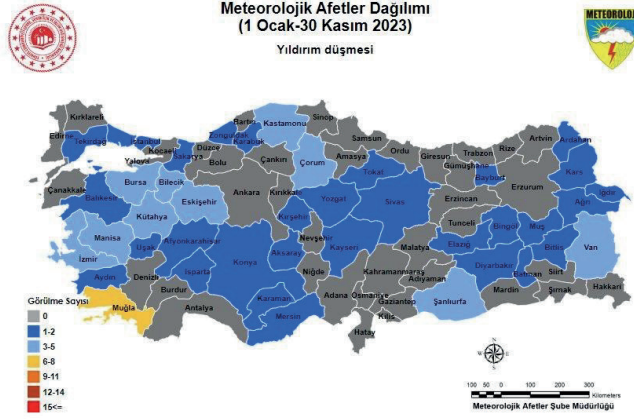 Meteorolojik Afetler Dağılımı
(1 Ocak-30 Kasım 2023)
Yıldırım düşmesi
METEOROLOJİ
Kırklareli
Edirne
Tekirdağ
İstanbul
Kocaeli
Yalova
Sakarya
Düzce
Bolu
Zonguldak
Bartın
Karabük
Kastamonu
Sinop
Samsun
Ordu
Giresun
Trabzon
Rize
Artvin
Ardahan
Çanakkale
Balıkesir
Bursa
Bilecik
Eskişehir
Kütahya
Ankara
Çankırı
Çorum
Amasya
Tokat
Gümüşhane
Bayburt
Erzurum
Kars
Iğdır
Ağrı
Kırıkkale
Kırşehir
Yozgat
Sivas
Erzincan
Tunceli
Bingöl
Muş
Bitlis
Van
Manisa
İzmir
Uşak
Afyonkarahisar
Konya
Aksaray
Nevşehir
Kayseri
Malatya
Elazığ
Diyarbakır
Batman
Siirt
Şırnak
Hakkari
Aydın
Denizli
Isparta
Burdur
Muğla
Antalya
Karaman
Mersin
Niğde
Adana
Osmaniye
Kahramanmaraş
Adıyaman
Gaziantep
Kilis
Hatay
Şanlıurfa
Mardin
Görülme Sayısı
0
1-2
3-5
6-8
9-11
12-14
15<=
100 50 0 100 200 300
Kilometers
Meteorolojik Afetler Şube Müdürlüğü